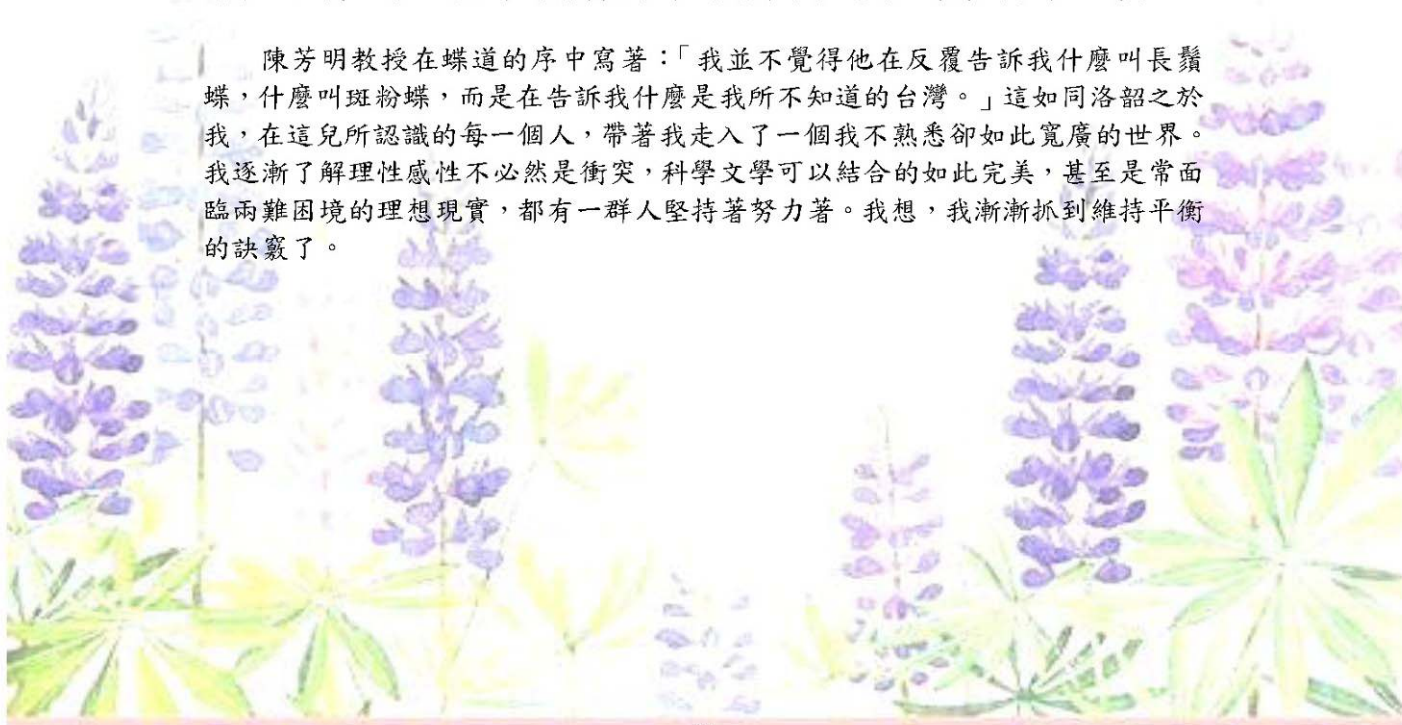 陳芳明教授在蝶道的序中寫著：「我並不覺得他在反覆告訴我什麼叫長鬚
蝶，什麼叫斑粉蝶，而是在告訴我什麼是我所不知道的台灣。」這如同洛韶之於
我，在這兒所認識的每一個人，帶著我走入了一個我不熟悉卻如此寬廣的世界。
我逐漸了解理性感性不必然是衝突，科學文學可以結合的如此完美，甚至是常面
臨兩難困境的理想現實，都有一群人堅持著努力著。我想，我漸漸抓到維持平衡
的訣竅了。